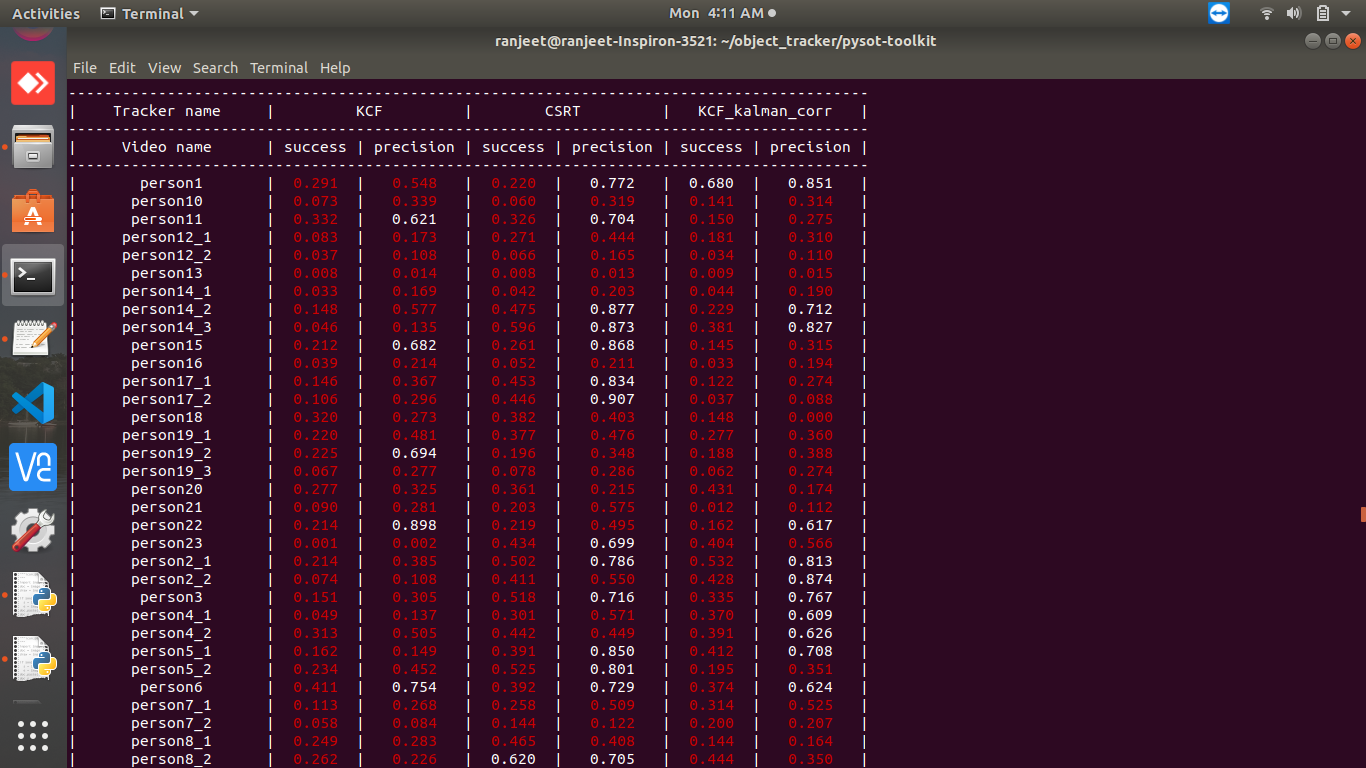 Activities Terminal Mon 4:11 AM
ranjeet@ranjeet-Inspiron-3521: ~/object_tracker/pysot-toolkit
File Edit View Search Terminal Help
| Tracker name | KCF | CSRT | KCF_kalman_corr |
| Video name | success | precision | success | precision | success | precision |
| person1 | 0.291 | 0.548 | 0.220 | 0.772 | 0.680 | 0.851 |
| person10 | 0.073 | 0.339 | 0.060 | 0.319 | 0.141 | 0.314 |
| person11 | 0.332 | 0.621 | 0.326 | 0.704 | 0.150 | 0.275 |
| person12_1 | 0.083 | 0.173 | 0.271 | 0.444 | 0.181 | 0.310 |
| person12_2 | 0.037 | 0.108 | 0.066 | 0.165 | 0.034 | 0.110 |
| person13 | 0.008 | 0.014 | 0.008 | 0.013 | 0.009 | 0.015 |
| person14_1 | 0.033 | 0.169 | 0.042 | 0.203 | 0.044 | 0.190 |
| person14_2 | 0.148 | 0.577 | 0.475 | 0.877 | 0.229 | 0.712 |
| person14_3 | 0.046 | 0.135 | 0.596 | 0.873 | 0.381 | 0.827 |
| person15 | 0.212 | 0.682 | 0.261 | 0.868 | 0.145 | 0.315 |
| person16 | 0.039 | 0.214 | 0.052 | 0.211 | 0.033 | 0.194 |
| person17_1 | 0.146 | 0.367 | 0.453 | 0.834 | 0.122 | 0.274 |
| person17_2 | 0.106 | 0.296 | 0.446 | 0.907 | 0.037 | 0.088 |
| person18 | 0.320 | 0.273 | 0.382 | 0.403 | 0.148 | 0.000 |
| person19_1 | 0.220 | 0.481 | 0.377 | 0.476 | 0.277 | 0.360 |
| person19_2 | 0.225 | 0.694 | 0.196 | 0.348 | 0.188 | 0.388 |
| person19_3 | 0.067 | 0.277 | 0.078 | 0.286 | 0.062 | 0.274 |
| person20 | 0.277 | 0.325 | 0.361 | 0.215 | 0.431 | 0.174 |
| person21 | 0.090 | 0.281 | 0.203 | 0.575 | 0.012 | 0.112 |
| person22 | 0.214 | 0.898 | 0.219 | 0.495 | 0.162 | 0.617 |
| person23 | 0.001 | 0.002 | 0.434 | 0.699 | 0.404 | 0.566 |
| person2_1 | 0.214 | 0.385 | 0.502 | 0.786 | 0.532 | 0.813 |
| person2_2 | 0.074 | 0.108 | 0.411 | 0.550 | 0.428 | 0.874 |
| person3 | 0.151 | 0.305 | 0.518 | 0.716 | 0.335 | 0.767 |
| person4_1 | 0.049 | 0.137 | 0.301 | 0.571 | 0.370 | 0.609 |
| person4_2 | 0.313 | 0.505 | 0.442 | 0.449 | 0.391 | 0.626 |
| person5_1 | 0.162 | 0.149 | 0.391 | 0.850 | 0.412 | 0.708 |
| person5_2 | 0.234 | 0.452 | 0.525 | 0.801 | 0.195 | 0.351 |
| person6 | 0.411 | 0.754 | 0.392 | 0.729 | 0.374 | 0.624 |
| person7_1 | 0.113 | 0.268 | 0.258 | 0.509 | 0.314 | 0.525 |
| person7_2 | 0.058 | 0.084 | 0.144 | 0.122 | 0.200 | 0.207 |
| person8_1 | 0.249 | 0.283 | 0.465 | 0.408 | 0.144 | 0.164 |
| person8_2 | 0.262 | 0.226 | 0.620 | 0.705 | 0.444 | 0.350 |